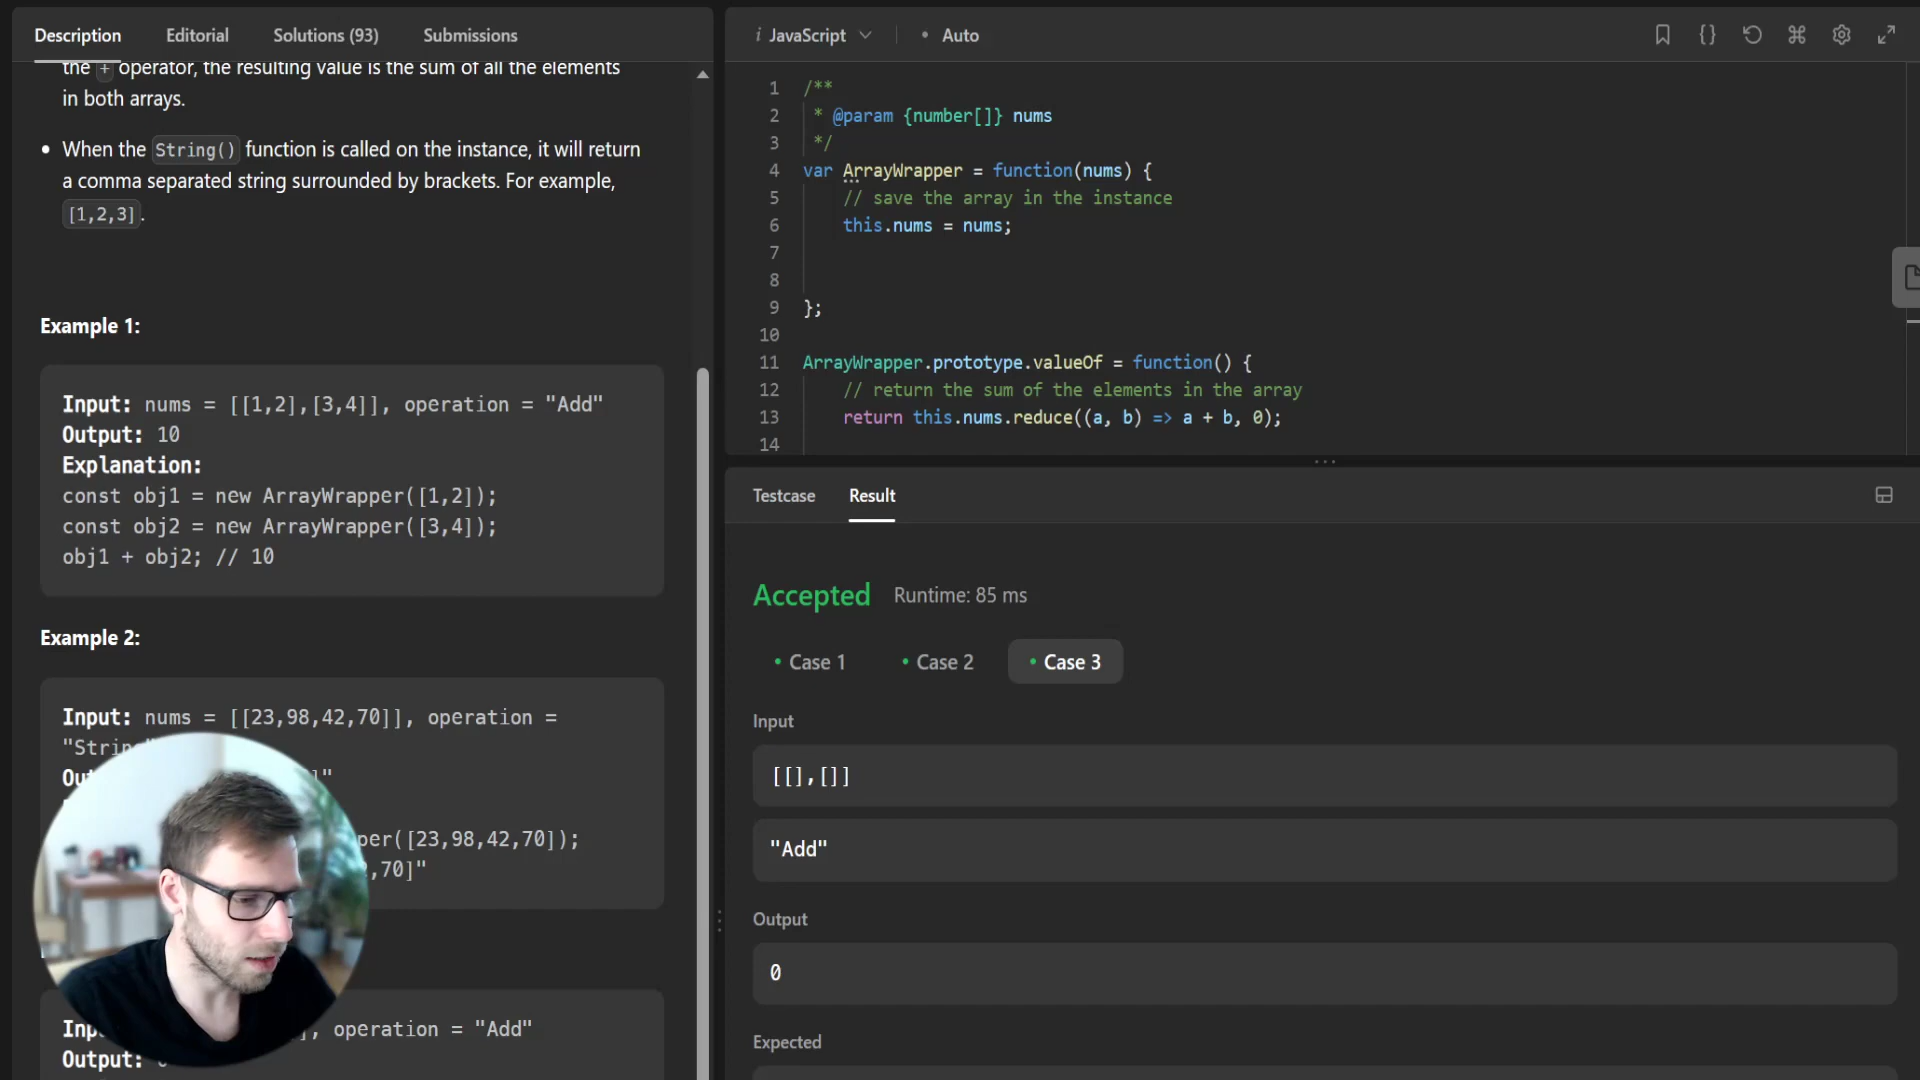 Description Editorial Solutions (93) Submissions
the + operator, the resulting value is the sum of all the elements
in both arrays.
• When the String() function is called on the instance, it will return
a comma separated string surrounded by brackets. For example,
[1,2,3].
Example 1:
Input: nums = [[1,2],[3,4]], operation = "Add"
Output: 10
Explanation:
const obj1 = new ArrayWrapper([1,2]);
const obj2 = new ArrayWrapper([3,4]);
obj1 + obj2; // 10
Example 2:
Input: nums = [[23,98,42,70]], operation =
]"
([23,98,42,70]);
,70]"
, operation = "Add"
Output:
i JavaScript • Auto
1 /**
2 * @param {number[]} nums
3 */
4 var ArrayWrapper = function(nums) {
5 // save the array in the instance
6 this.nums = nums;
7
8
9 };
10
11 ArrayWrapper.prototype.valueOf = function() {
12 // return the sum of the elements in the array
13 return this.nums.reduce((a, b) => a + b, 0);
14
Testcase Result
Accepted Runtime: 85 ms
• Case 1 • Case 2 • Case 3
Input
[[],[]]
"Add"
Output
0
Expected